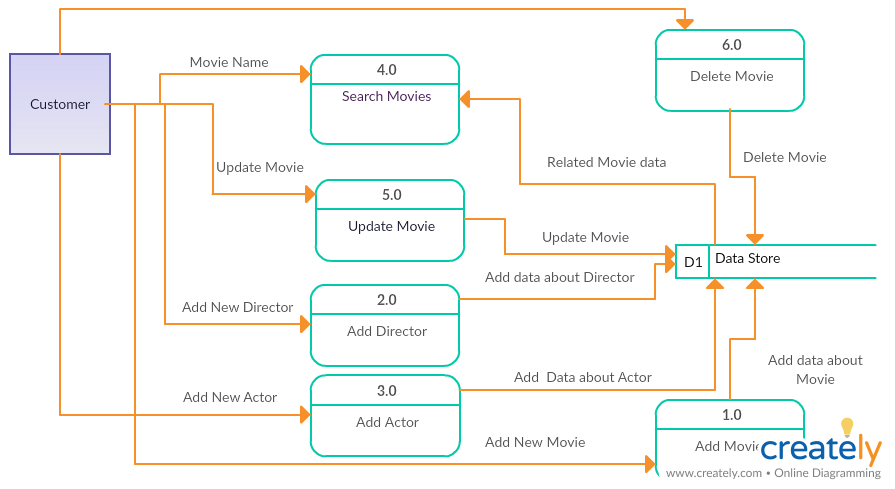 6.0
Delete Movie
Movie Name
4.0
Search Movies
Customer
Related Movie data
Delete Movie
Update Movie
5.0
Update Movie
Update Movie
D1
Data Store
Add data about Director
2.0
Add Director
Add New Director
Add data about
Movie
Add  Data about Actor
3.0
Add Actor
Add New Actor
1.0
Add Movie
Add New Movie
creately
www.creately.com • Online Diagramming